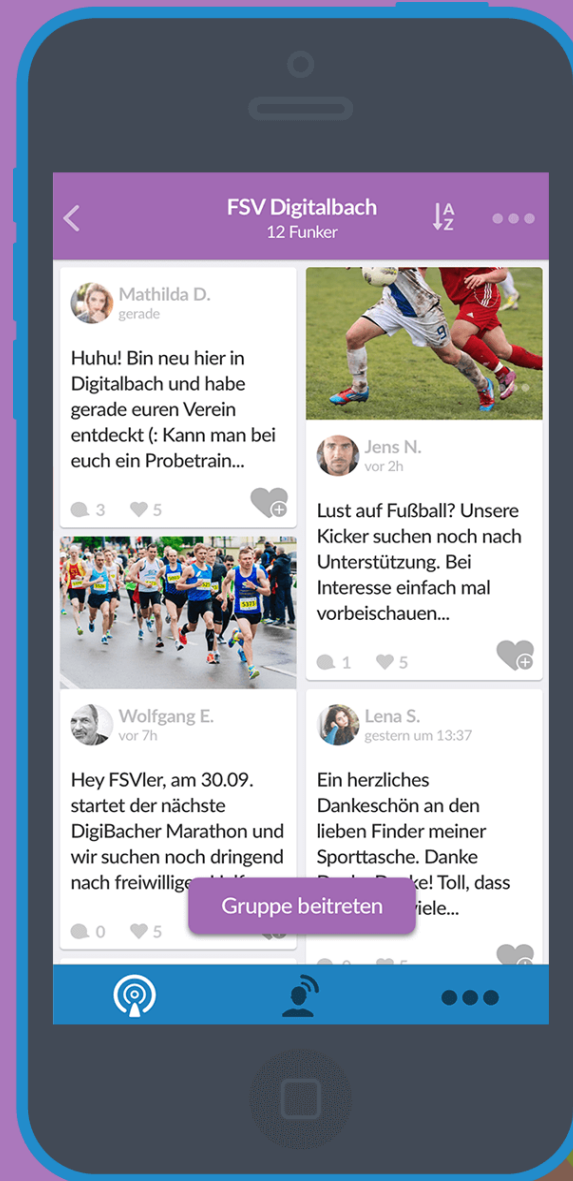 FSV Digitalbach
12 Funker
A
Z
Mathilda D.
gerade
Huhu! Bin neu hier in
Digitalbach und habe
gerade euren Verein
entdeckt (: Kann man bei
euch ein Probetrain...
3 5
Wolfgang E.
vor 7h
Hey FSVler, am 30.09.
startet der nächste
DigiBacher Marathon und
wir suchen noch dringend
nach
0 5
9
Jens N.
vor 2h
Lust auf Fußball? Unsere
Kicker suchen noch nach
Unterstützung. Bei
Interesse einfach mal
vorbeischauen...
1 5
Lena S.
gestern um 13:37
Ein herzliches
Dankeschön an den
lieben Finder meiner
Sporttasche. Danke
Toll, dass
viele...
Gruppe beitreten